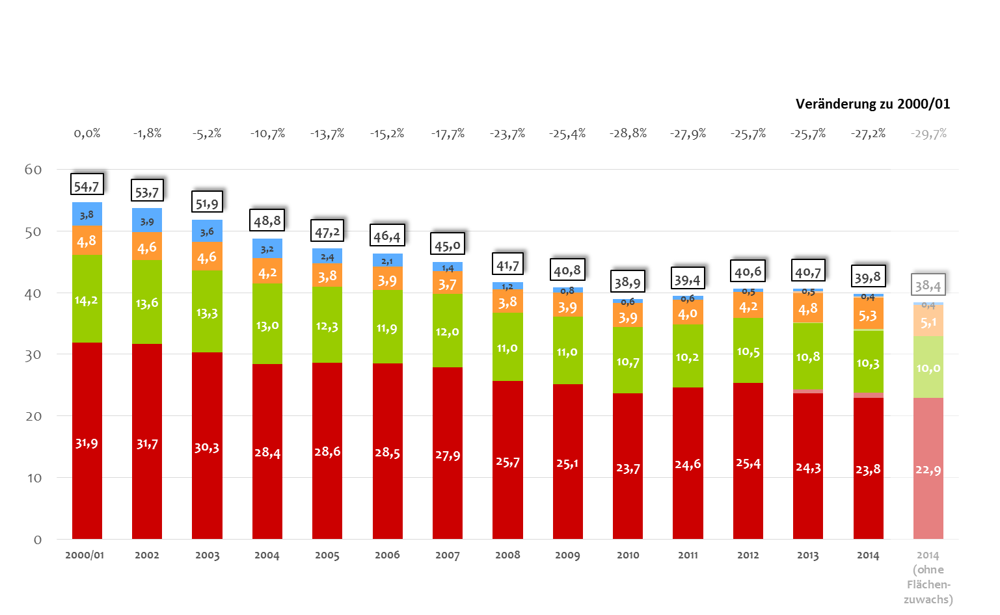 Veränderung zu 2000/01
0,0% -1,8% -5,2% -10,7% -13,7% -15,2% -17,7% -23,7% -25,4% -28,8% -27,9% -25,7% -25,7% -27,2% -29,7%
60
54,7 53,7 51,9 48,8 47,2 46,4 45,0 41,7 40,8 38,9 39,4 40,6 40,7 39,8 38,4
50
3,8 3,9 3,6 3,2 2,4 2,1 1,4 1,2 0,8 0,6 0,6 0,5 0,5 0,4 0,4
4,8 4,6 4,6 4,2 3,8 3,9 3,7 3,8 3,9 3,9 4,0 4,2 4,8 5,3 5,1
40
14,2 13,6 13,3 13,0 12,3 11,9 12,0 11,0 11,0 10,7 10,2 10,5 10,8 10,3 10,0
30
20
31,9 31,7 30,3 28,4 28,6 28,5 27,9 25,7 25,1 23,7 24,6 25,4 24,3 23,8 22,9
10
0
2000/01 2002 2003 2004 2005 2006 2007 2008 2009 2010 2011 2012 2013 2014 2014
(ohne
Flächen-
zuwachs)